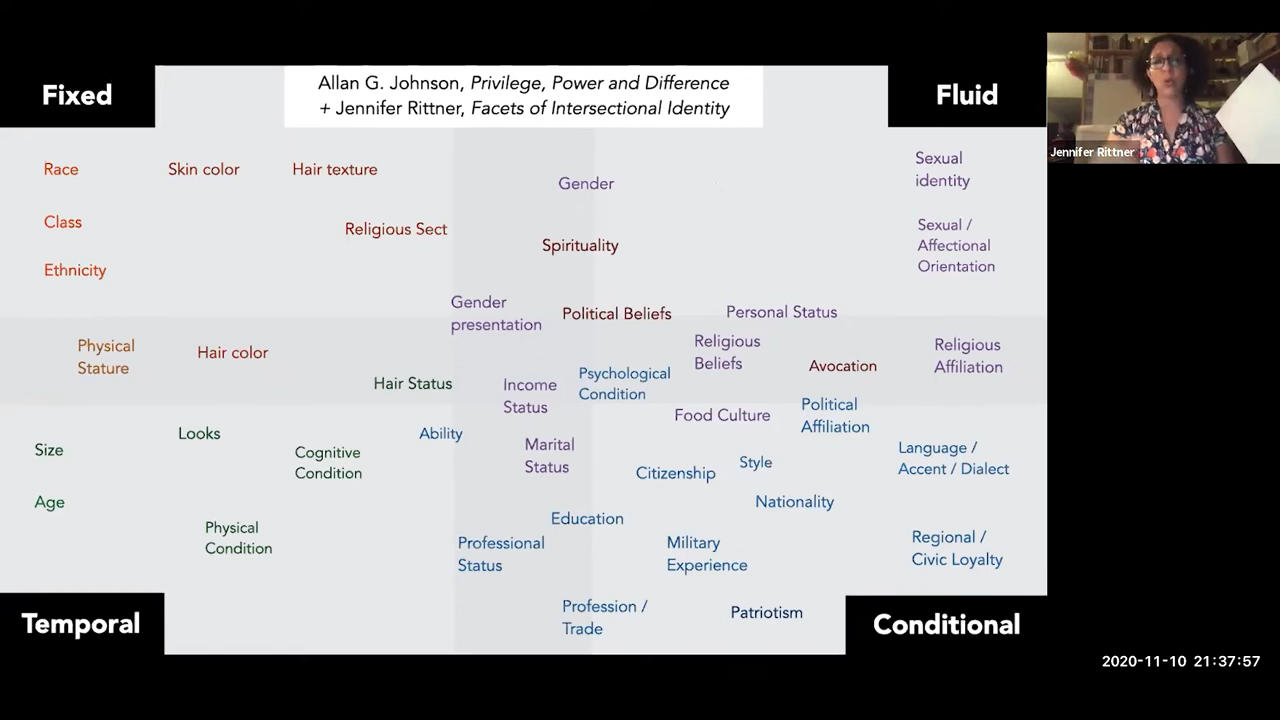 Allan G. Johnson, Privilege, Power and Difference
+ Jennifer Rittner, Facets of Intersectional Identity
Fixed
Fluid
Jennifer Rittner
Race
Skin color
Hair texture
Gender
Sexual
identity
Class
Religious Sect
Spirituality
Sexual /
Affectional
Orientation
Ethnicity
Gender
presentation
Political Beliefs
Personal Status
Physical
Stature
Hair color
Religious
Beliefs
Avocation
Religious
Affiliation
Hair Status
Income
Status
Psychological
Condition
Food Culture
Political
Affiliation
Looks
Ability
Size
Cognitive
Condition
Marital
Status
Citizenship
Style
Language /
Accent / Dialect
Age
Nationality
Physical
Condition
Education
Professional
Status
Military
Experience
Regional /
Civic Loyalty
Profession /
Trade
Patriotism
Temporal
Conditional
2020-11-10 21:37:57